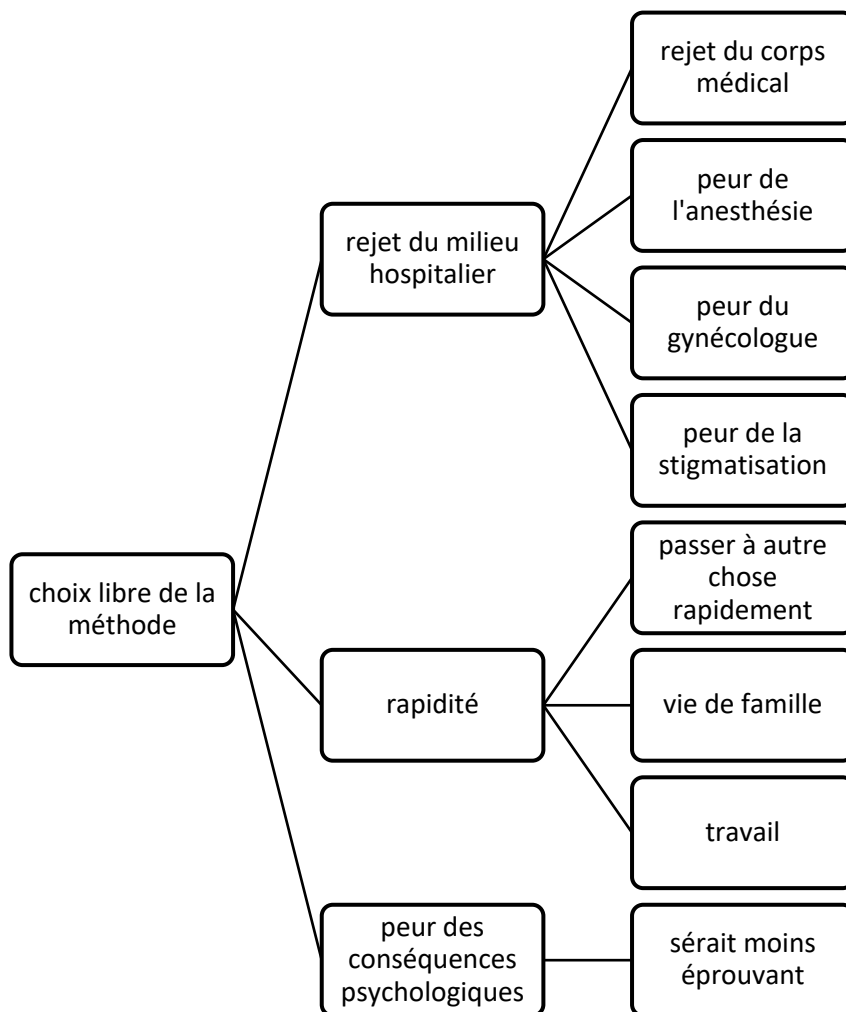 rejet du corps
médical
peur de
l'anesthésie
rejet du milieu
hospitalier
peur du
gynécologue
peur de la
stigmatisation
choix libre de la
méthode
passer à autre
chose
rapidement
rapidité
vie de famille
travail
peur des
conséquences
psychologiques
sérait moins
éprouvant